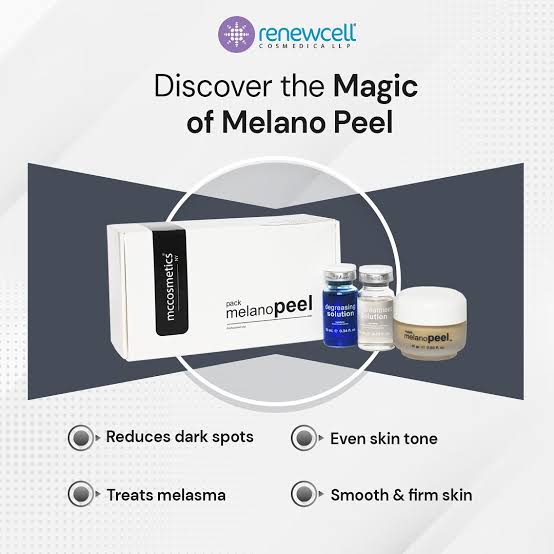 renewcell
COSMEDICA LLP
Discover the Magic
of Melano Peel
mccosmetics
NY
pack
melanopeel
degreasing
solution
solution
melanopeel
Reduces dark spots
Even skin tone
Treats melasma
Smooth & firm skin